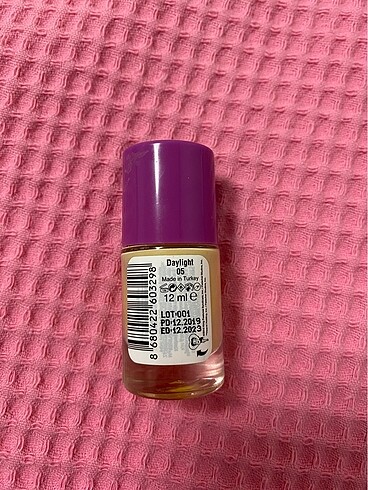 Daylight
05
Made in Turkey
12 ml e
LOT:001
PD:12.2019
ED:12.2023
8 680422 603298